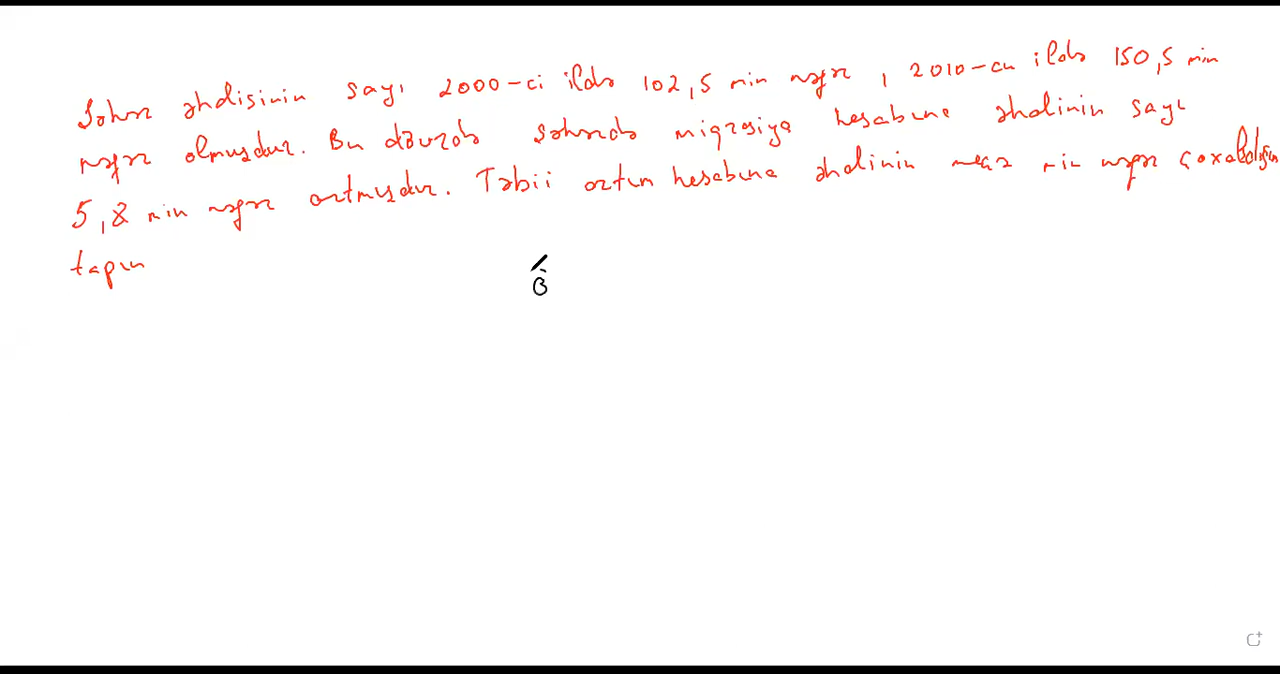 Şəhər əhalisinin sayı 2000-ci ildə 102,5 min nəfər, 2010-cu ildə 150,5 min
nəfər olmuşdur. Bu dövrdə şəhərdə miqrasiya hesabına əhalinin sayı
5,8 min nəfər artmışdır. Təbii artım hesabına əhalinin neçə min nəfər çoxaldığını
tapın